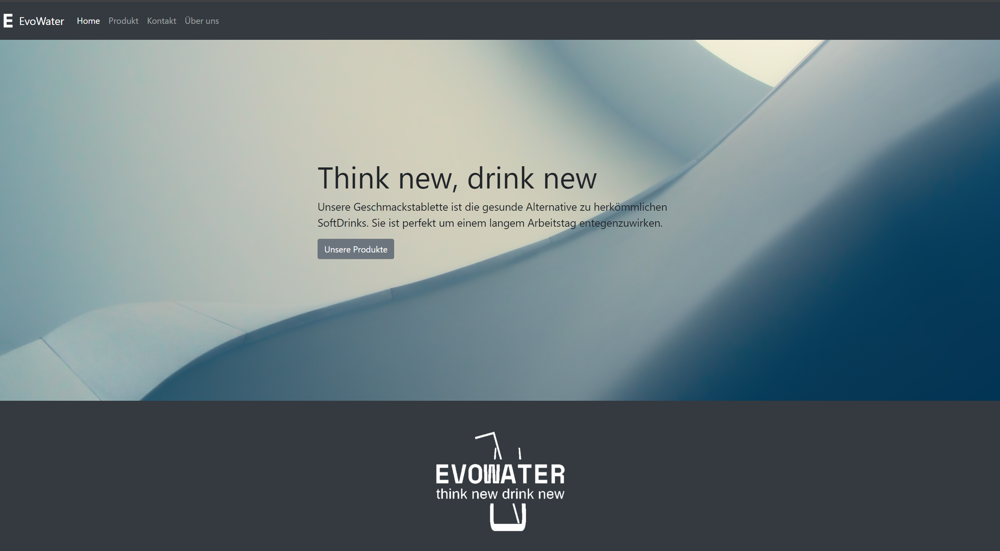 E EvoWater Home Produkt Kontakt Über uns
Think new, drink new
Unsere Geschmackstablette ist die gesunde Alternative zu herkömmlichen
SoftDrinks. Sie ist perfekt um einem langem Arbeitstag entegenzuwirken.
Unsere Produkte
EVOWATER
think new drink new